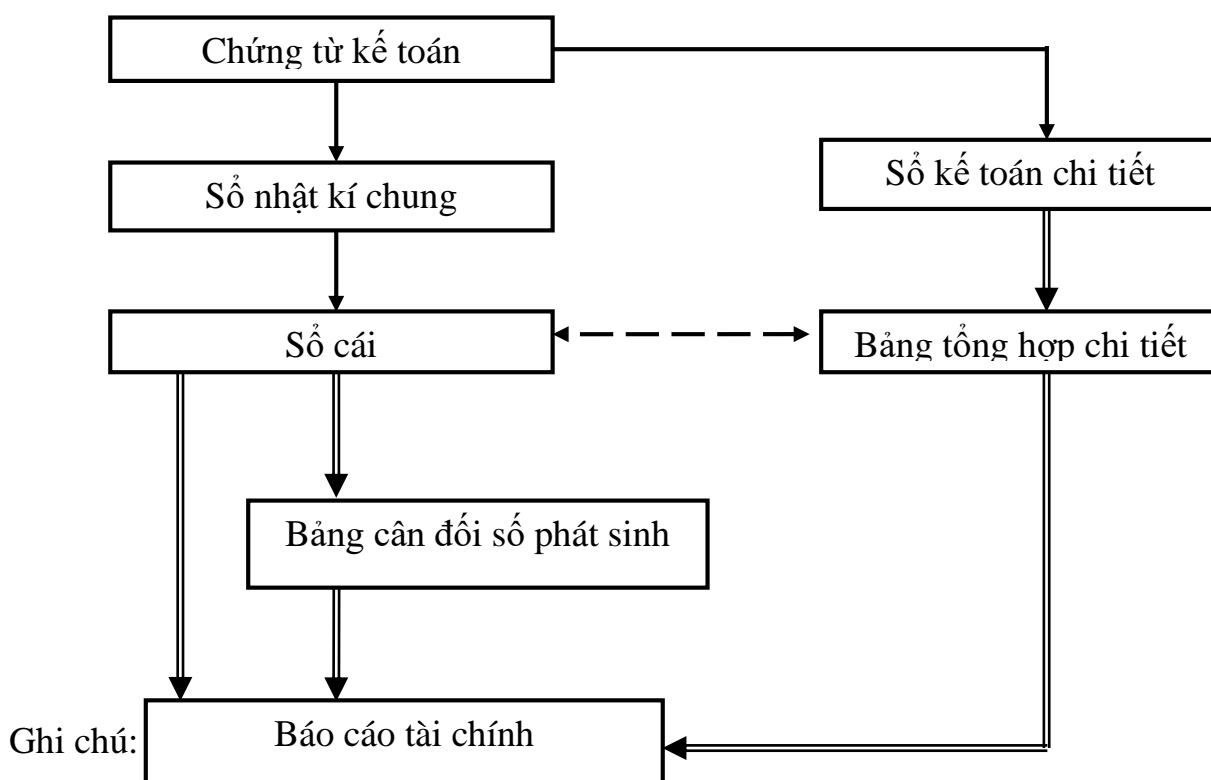 Chứng từ kế toán
Sổ kế toán chi tiết
Sổ nhật kí chung
Sổ cái
Bảng tổng hợp chi tiết
Bảng cân đối số phát sinh
Ghi chú:
Báo cáo tài chính